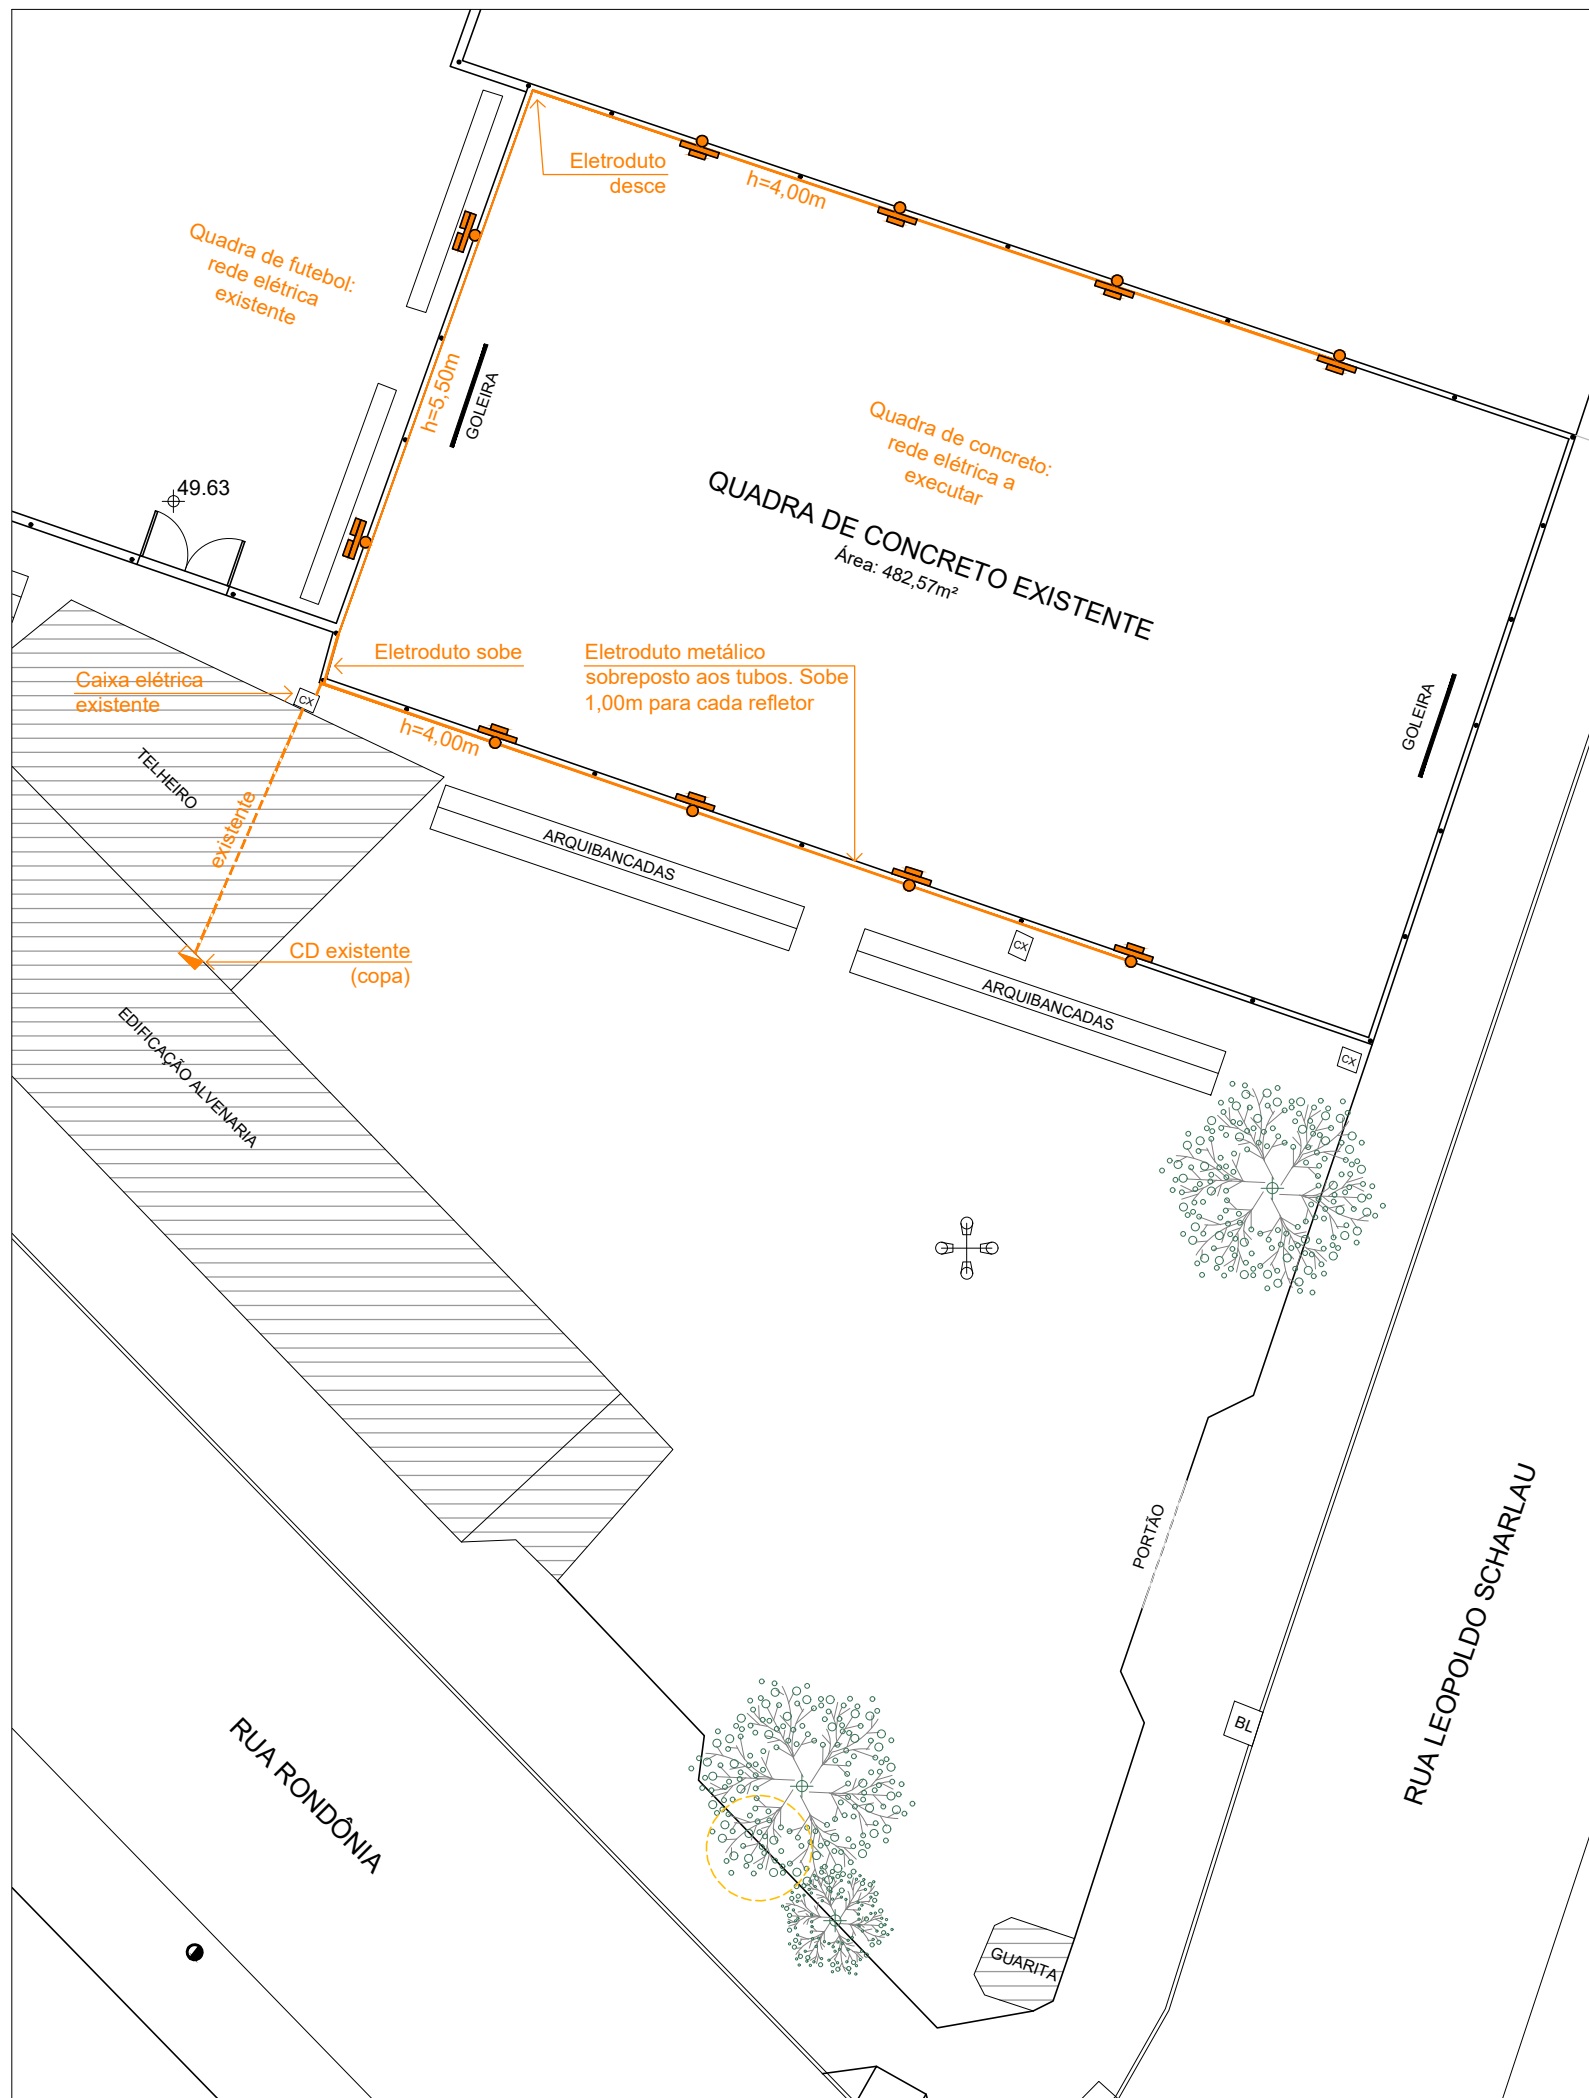 Eletroduto
desce
h=4,00m
Quadra de futebol:
rede elétrica
existente
h=5,50m
GOLEIRA
Quadra de concreto:
rede elétrica a
executar
49.63
QUADRA DE CONCRETO EXISTENTE
Área: 482,57m²
Eletroduto sobe
Eletroduto metálico
sobreposto aos tubos. Sobe
1,00m para cada refletor
Caixa elétrica
existente
CX
h=4,00m
GOLEIRA
TELHEIRO
existente
ARQUIBANCADAS
CD existente
(copa)
CX
ARQUIBANCADAS
CX
EDIFICAÇÃO ALVENARIA
PORTÃO
RUA LEOPOLDO SCHARLAU
BL
RUA RONDÔNIA
GUARITA